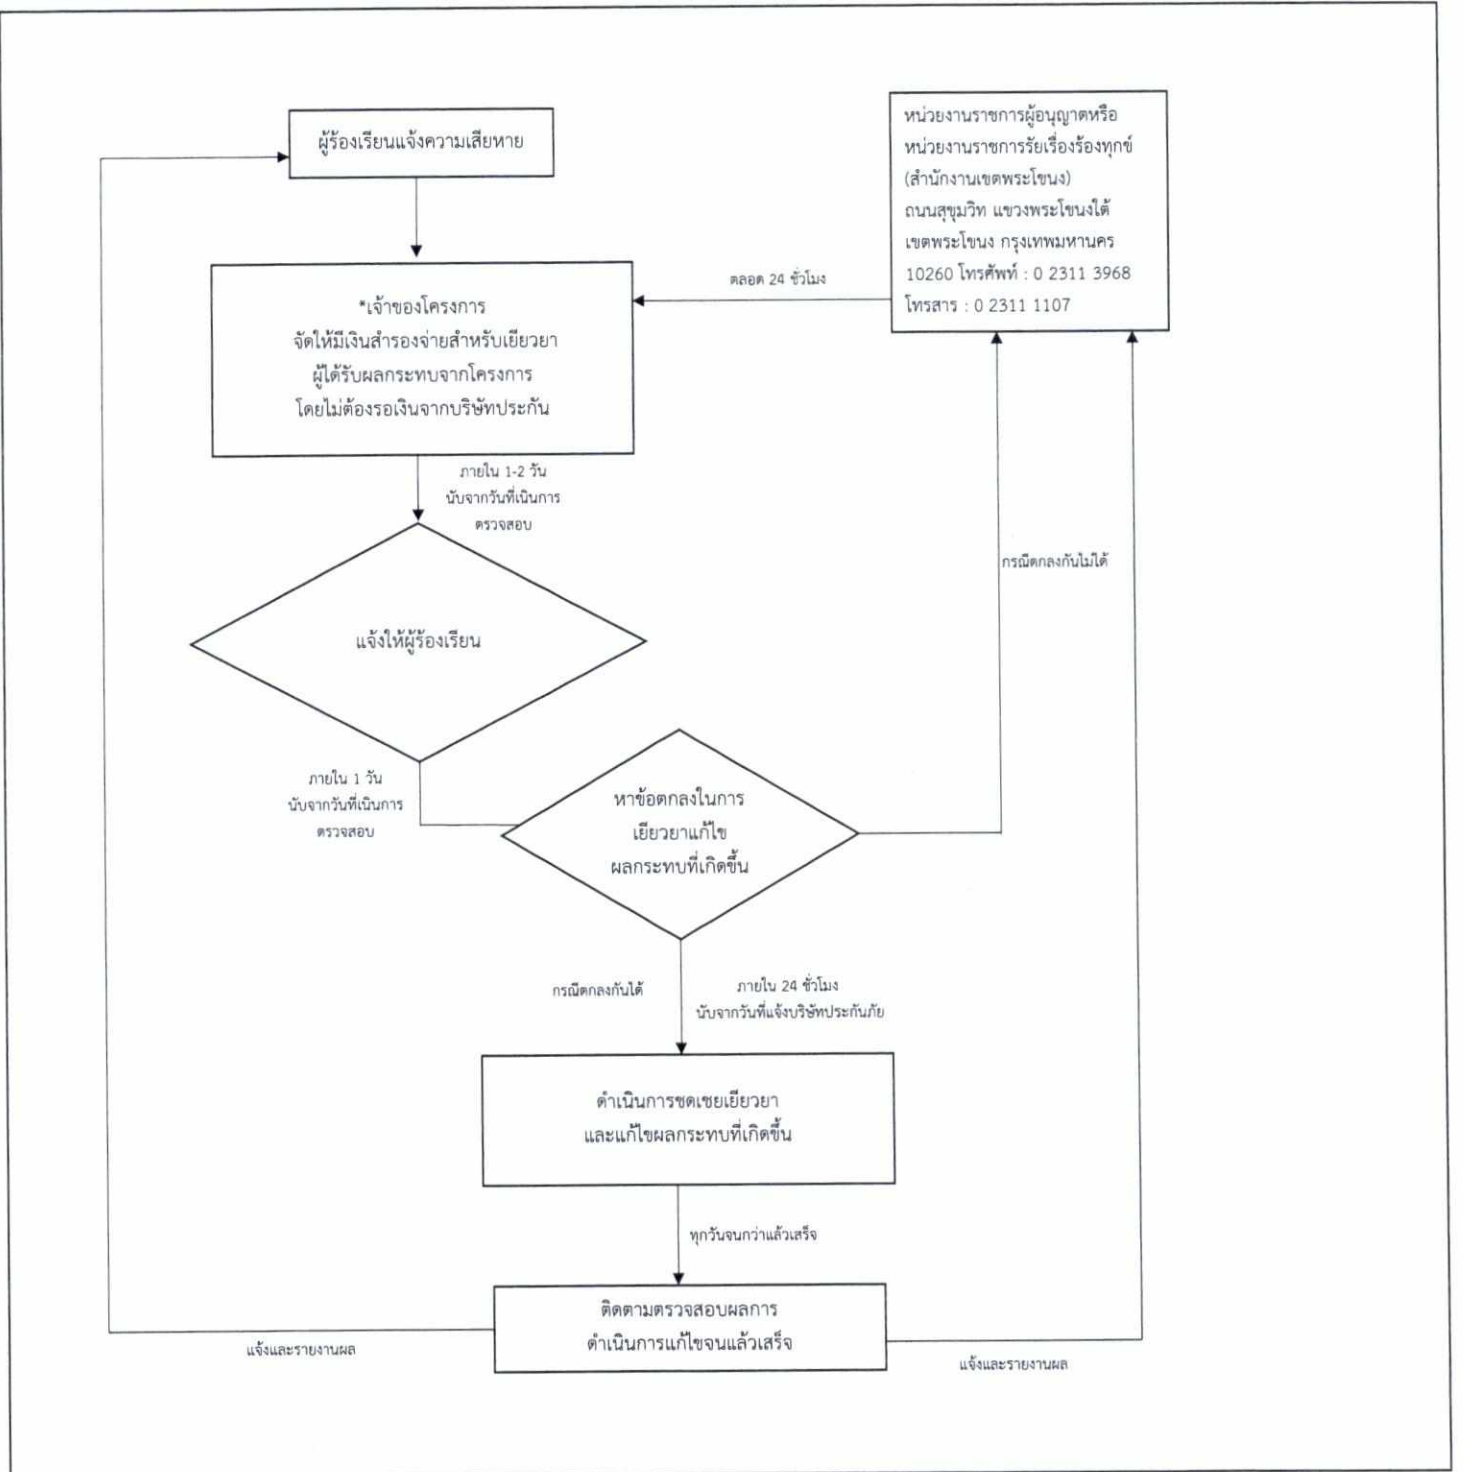 ผู้ร้องเรียนแจ้งความเสียหาย
หน่วยงานราชการผู้อนุญาตหรือ
หน่วยงานราชการรัยเรื่องร้องทุกข์
(สำนักงานเขตพระโขนง)
ถนนสุขุมวิท แขวงพระโขนงใต้
เขตพระโขนง กรุงเทพมหานคร
10260 โทรศัพท์ : 0 2311 3968
โทรสาร : 0 2311 1107
ตลอด 24 ชั่วโมง
*เจ้าของโครงการ
จัดให้มีเงินสำรองจ่ายสำหรับเยียวยา
ผู้ได้รับผลกระทบจากโครงการ
โดยไม่ต้องรอเงินจากบริษัทประกัน
ภายใน 1-2 วัน
นับจากวันที่เนินการ
ตรวจสอบ
กรณีตกลงกันไม่ได้
แจ้งให้ผู้ร้องเรียน
ภายใน 1 วัน
นับจากวันที่เนินการ
ตรวจสอบ
หาข้อตกลงในการ
เยียวยาแก้ไข
ผลกระทบที่เกิดขึ้น
กรณีตกลงกันได้
ภายใน 24 ชั่วโมง
นับจากวันที่แจ้งบริษัทประกันภัย
ดำเนินการชดเชยเยียวยา
และแก้ไขผลกระทบที่เกิดขึ้น
ทุกวันจนกว่าแล้วเสร็จ
ติดตามตรวจสอบผลการ
ดำเนินการแก้ไขจนแล้วเสร็จ
แจ้งและรายงานผล
แจ้งและรายงานผล